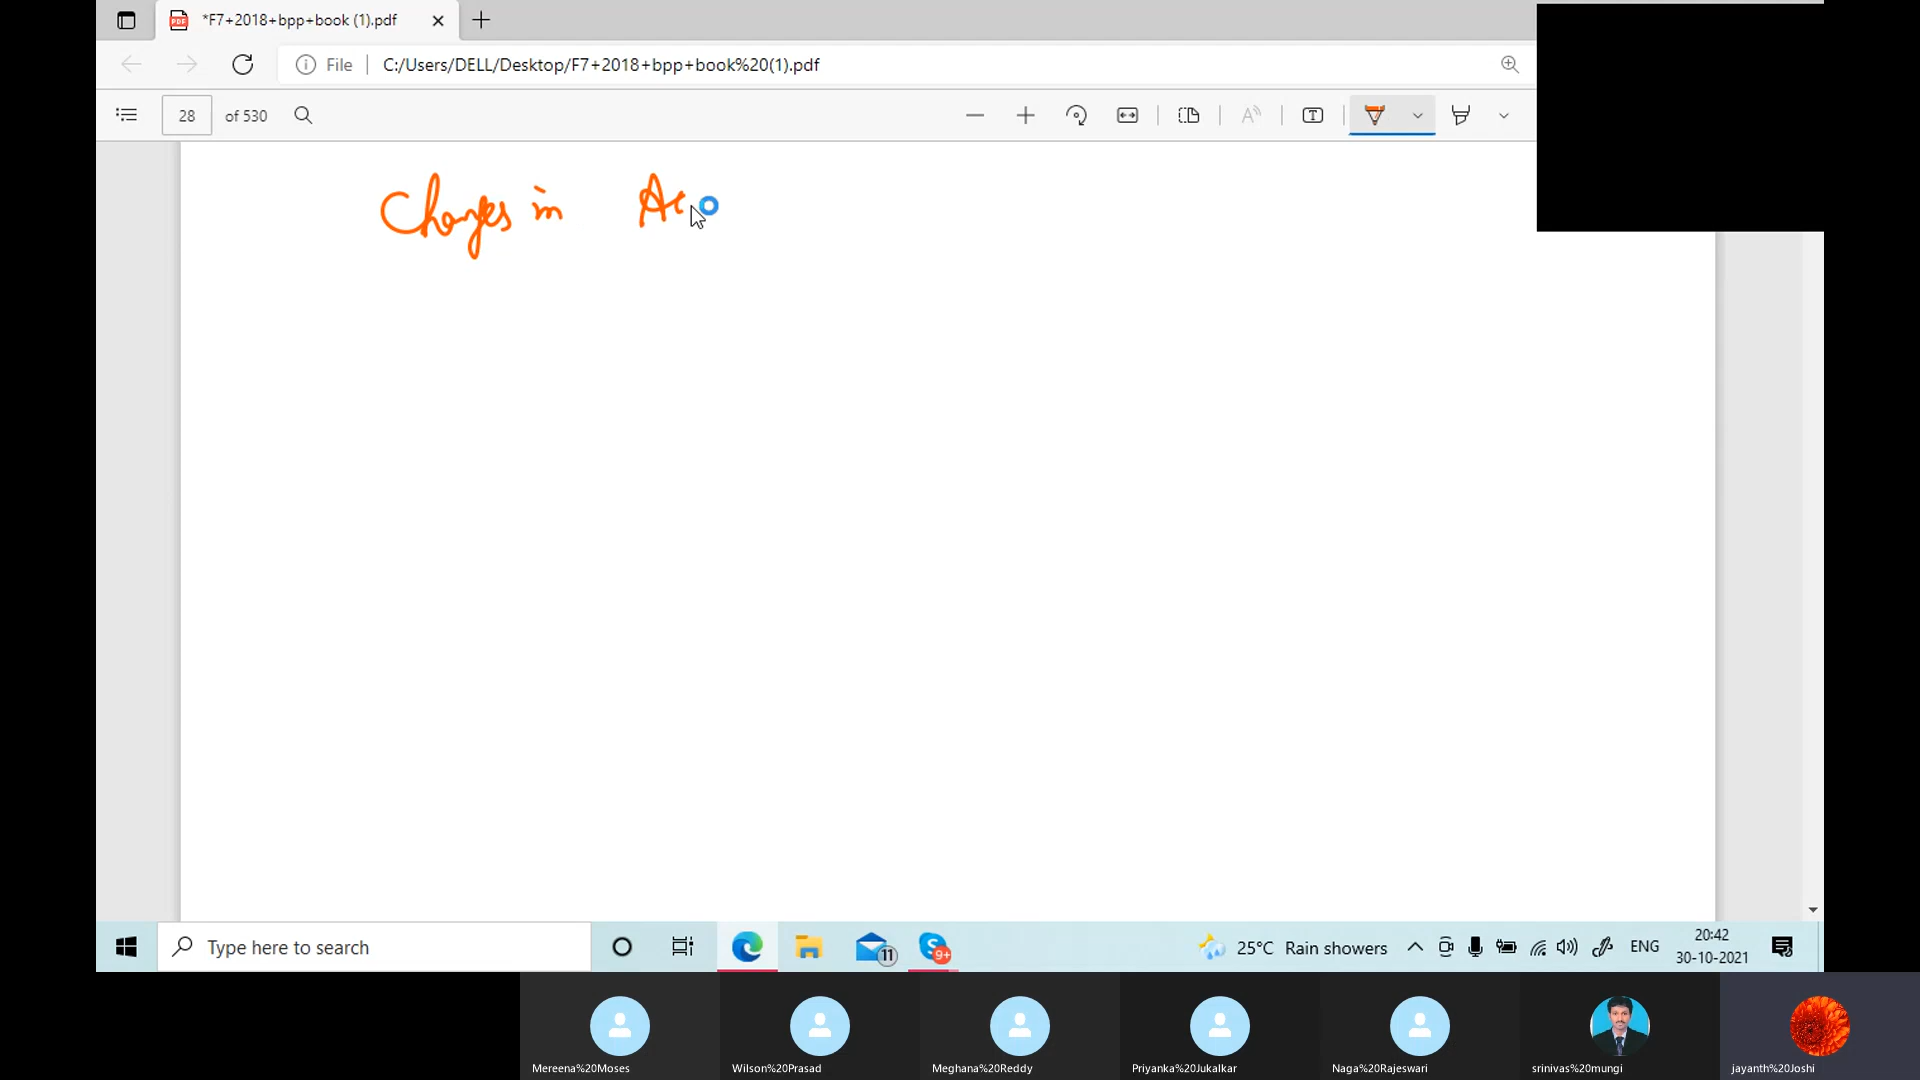 *F7+2018+bpp+book (1).pdf
File C:/Users/DELL/Desktop/F7+2018+bpp+book%20(1).pdf
28 of 530
Changes in Ac
Type here to search
11
9+
25°C Rain showers
ENG
20:42
30-10-2021
Mereena%20Moses Wilson%20Prasad Meghana%20Reddy Priyanka%20Jukalkar Naga%20Rajeswari srinivas%20mungi jayanth%20Joshi